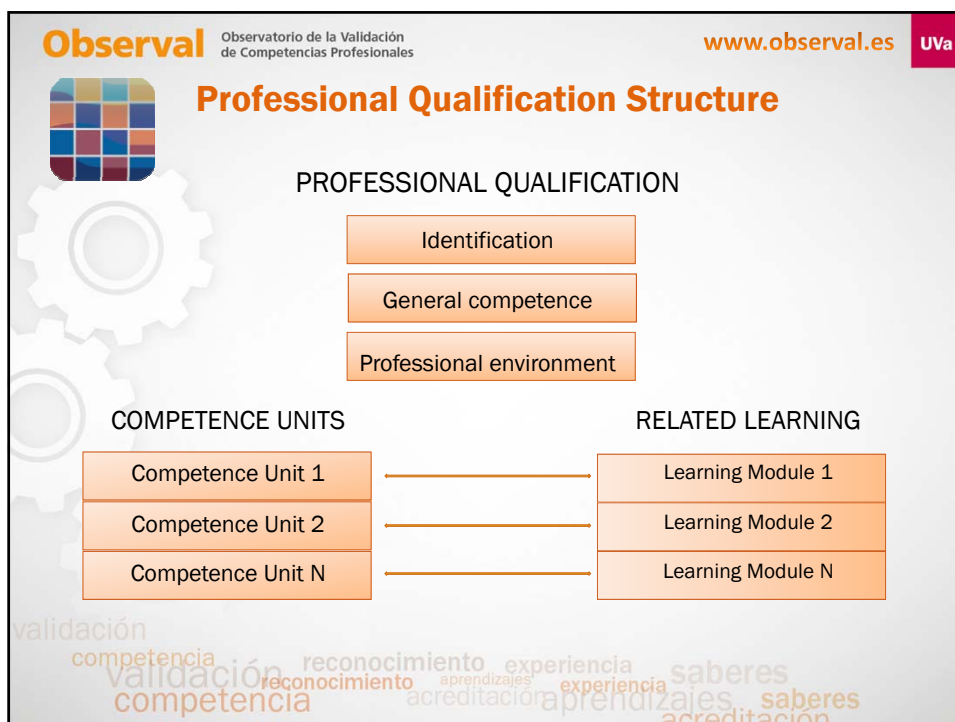 Observal
Observatorio de la Validación
de Competencias Profesionales
www.observal.es
UVa
Professional Qualification Structure
PROFESSIONAL QUALIFICATION
Identification
General competence
Professional environment
COMPETENCE UNITS
RELATED LEARNING
Competence Unit 1
Learning Module 1
Competence Unit 2
Learning Module 2
Competence Unit N
Learning Module N
validación
competencia
validación
reconocimiento
reconocimiento
experiencia
aprendizajes
experiencia
saberes
competencia
acreditación
aprendizajes
saberes
acreditación